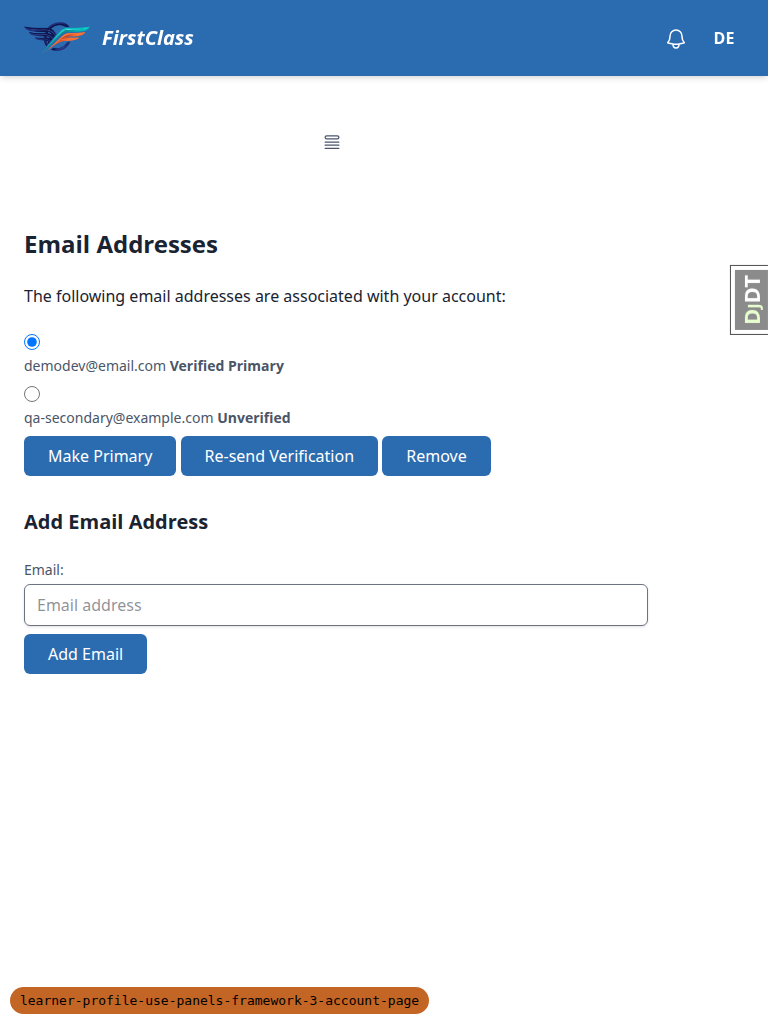 FirstClass
DE
Email Addresses
The following email addresses are associated with your account:
demodev@email.com Verified Primary
qa-secondary@example.com Unverified
Make Primary Re-send Verification Remove
Add Email Address
Email:
Email address
Add Email
DJDT
learner-profile-use-panels-framework-3-account-page